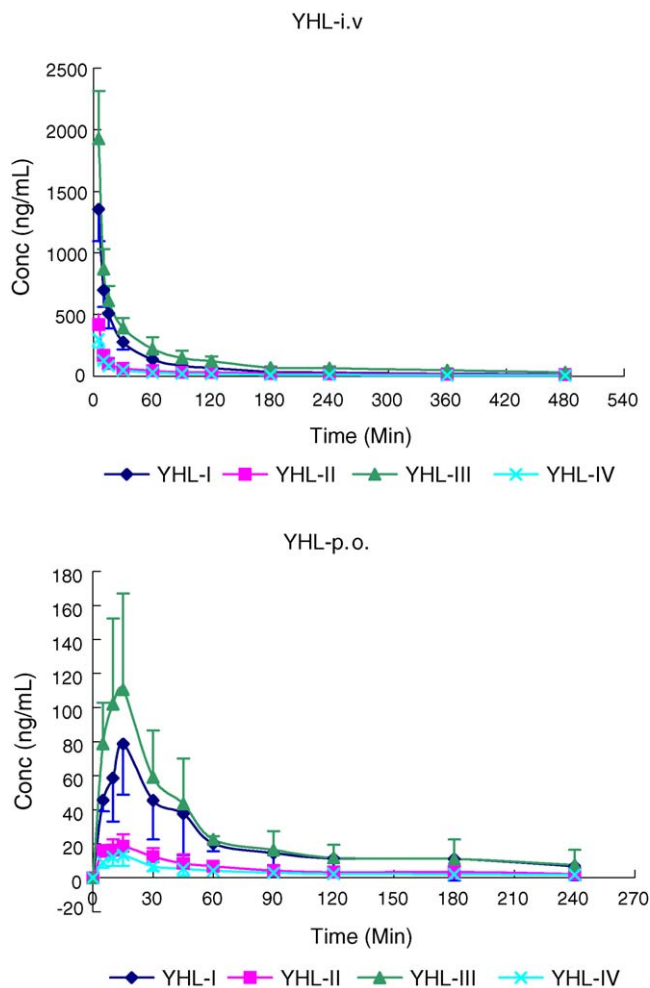 YHL-i.v
2500
2000
1500
1000
500
0
Conc (ng/mL)
0 60 120 180 240 300 360 420 480 540
Time (Min)
YHL-I YHL-II YHL-III YHL-IV
YHL-p.o.
180
160
140
120
100
80
60
40
20
0
-20
Conc (ng/mL)
0 30 60 90 120 150 180 210 240 270
Time (Min)
YHL-I YHL-II YHL-III YHL-IV